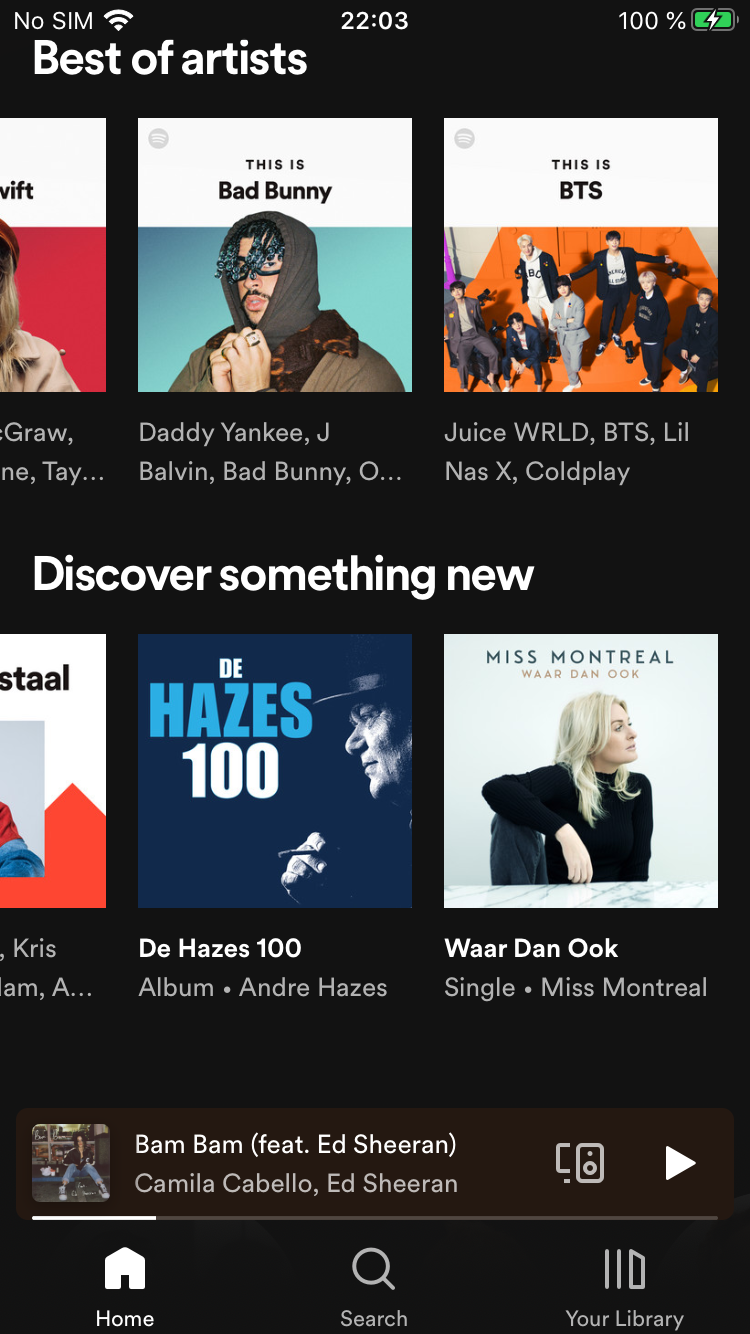 No SIM 22:03 100 %
Best of artists
vift
THIS IS
Bad Bunny
THIS IS
BTS
cGraw,
ne, Tay...
Daddy Yankee, J
Balvin, Bad Bunny, O...
Juice WRLD, BTS, Lil
Nas X, Coldplay
Discover something new
staal
DE
HAZES
100
MISS MONTREAL
WAAR DAN OOK
, Kris
lam, A...
De Hazes 100
Album • Andre Hazes
Waar Dan Ook
Single • Miss Montreal
Bam Bam (feat. Ed Sheeran)
Camila Cabello, Ed Sheeran
Home
Search
Your Library